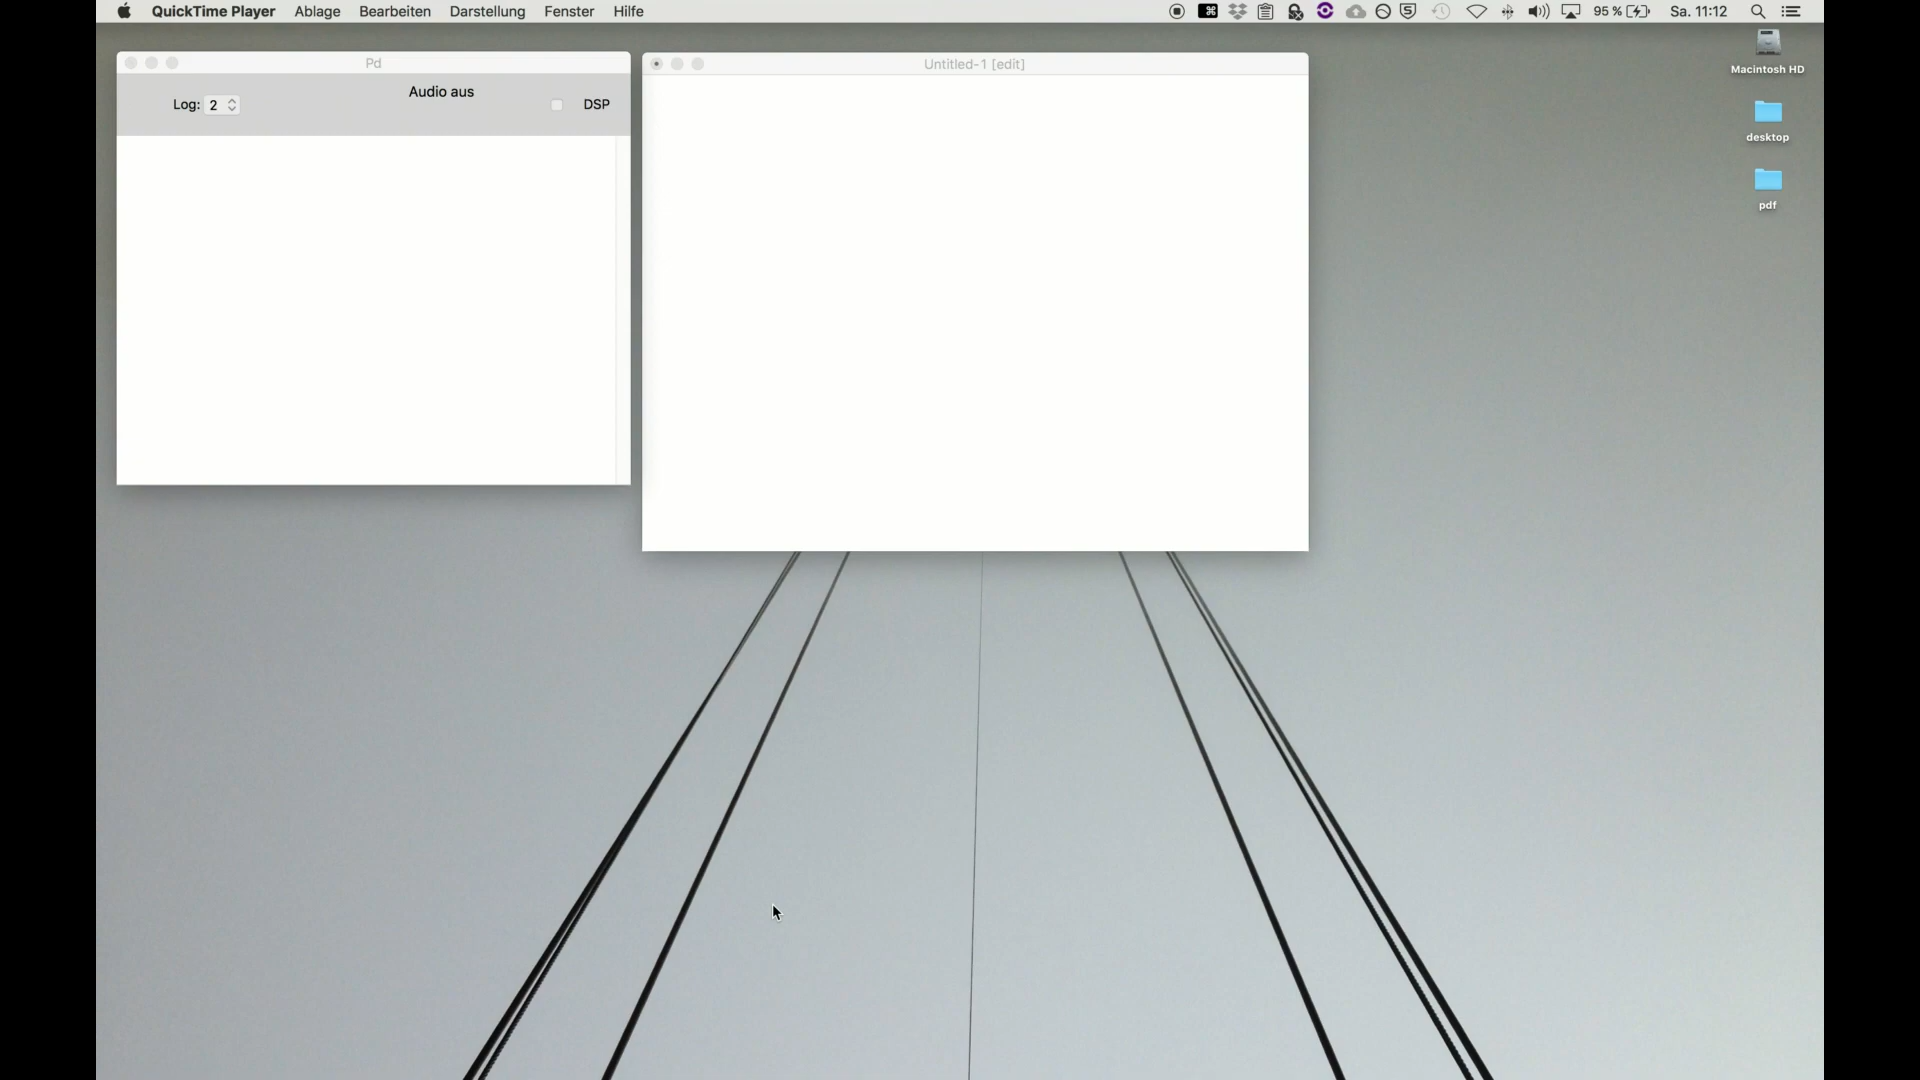 QuickTime Player Ablage Bearbeiten Darstellung Fenster Hilfe 95 % Sa. 11:12
Pd
Log: 2
Audio aus
DSP
Untitled-1 [edit]
Macintosh HD
desktop
pdf